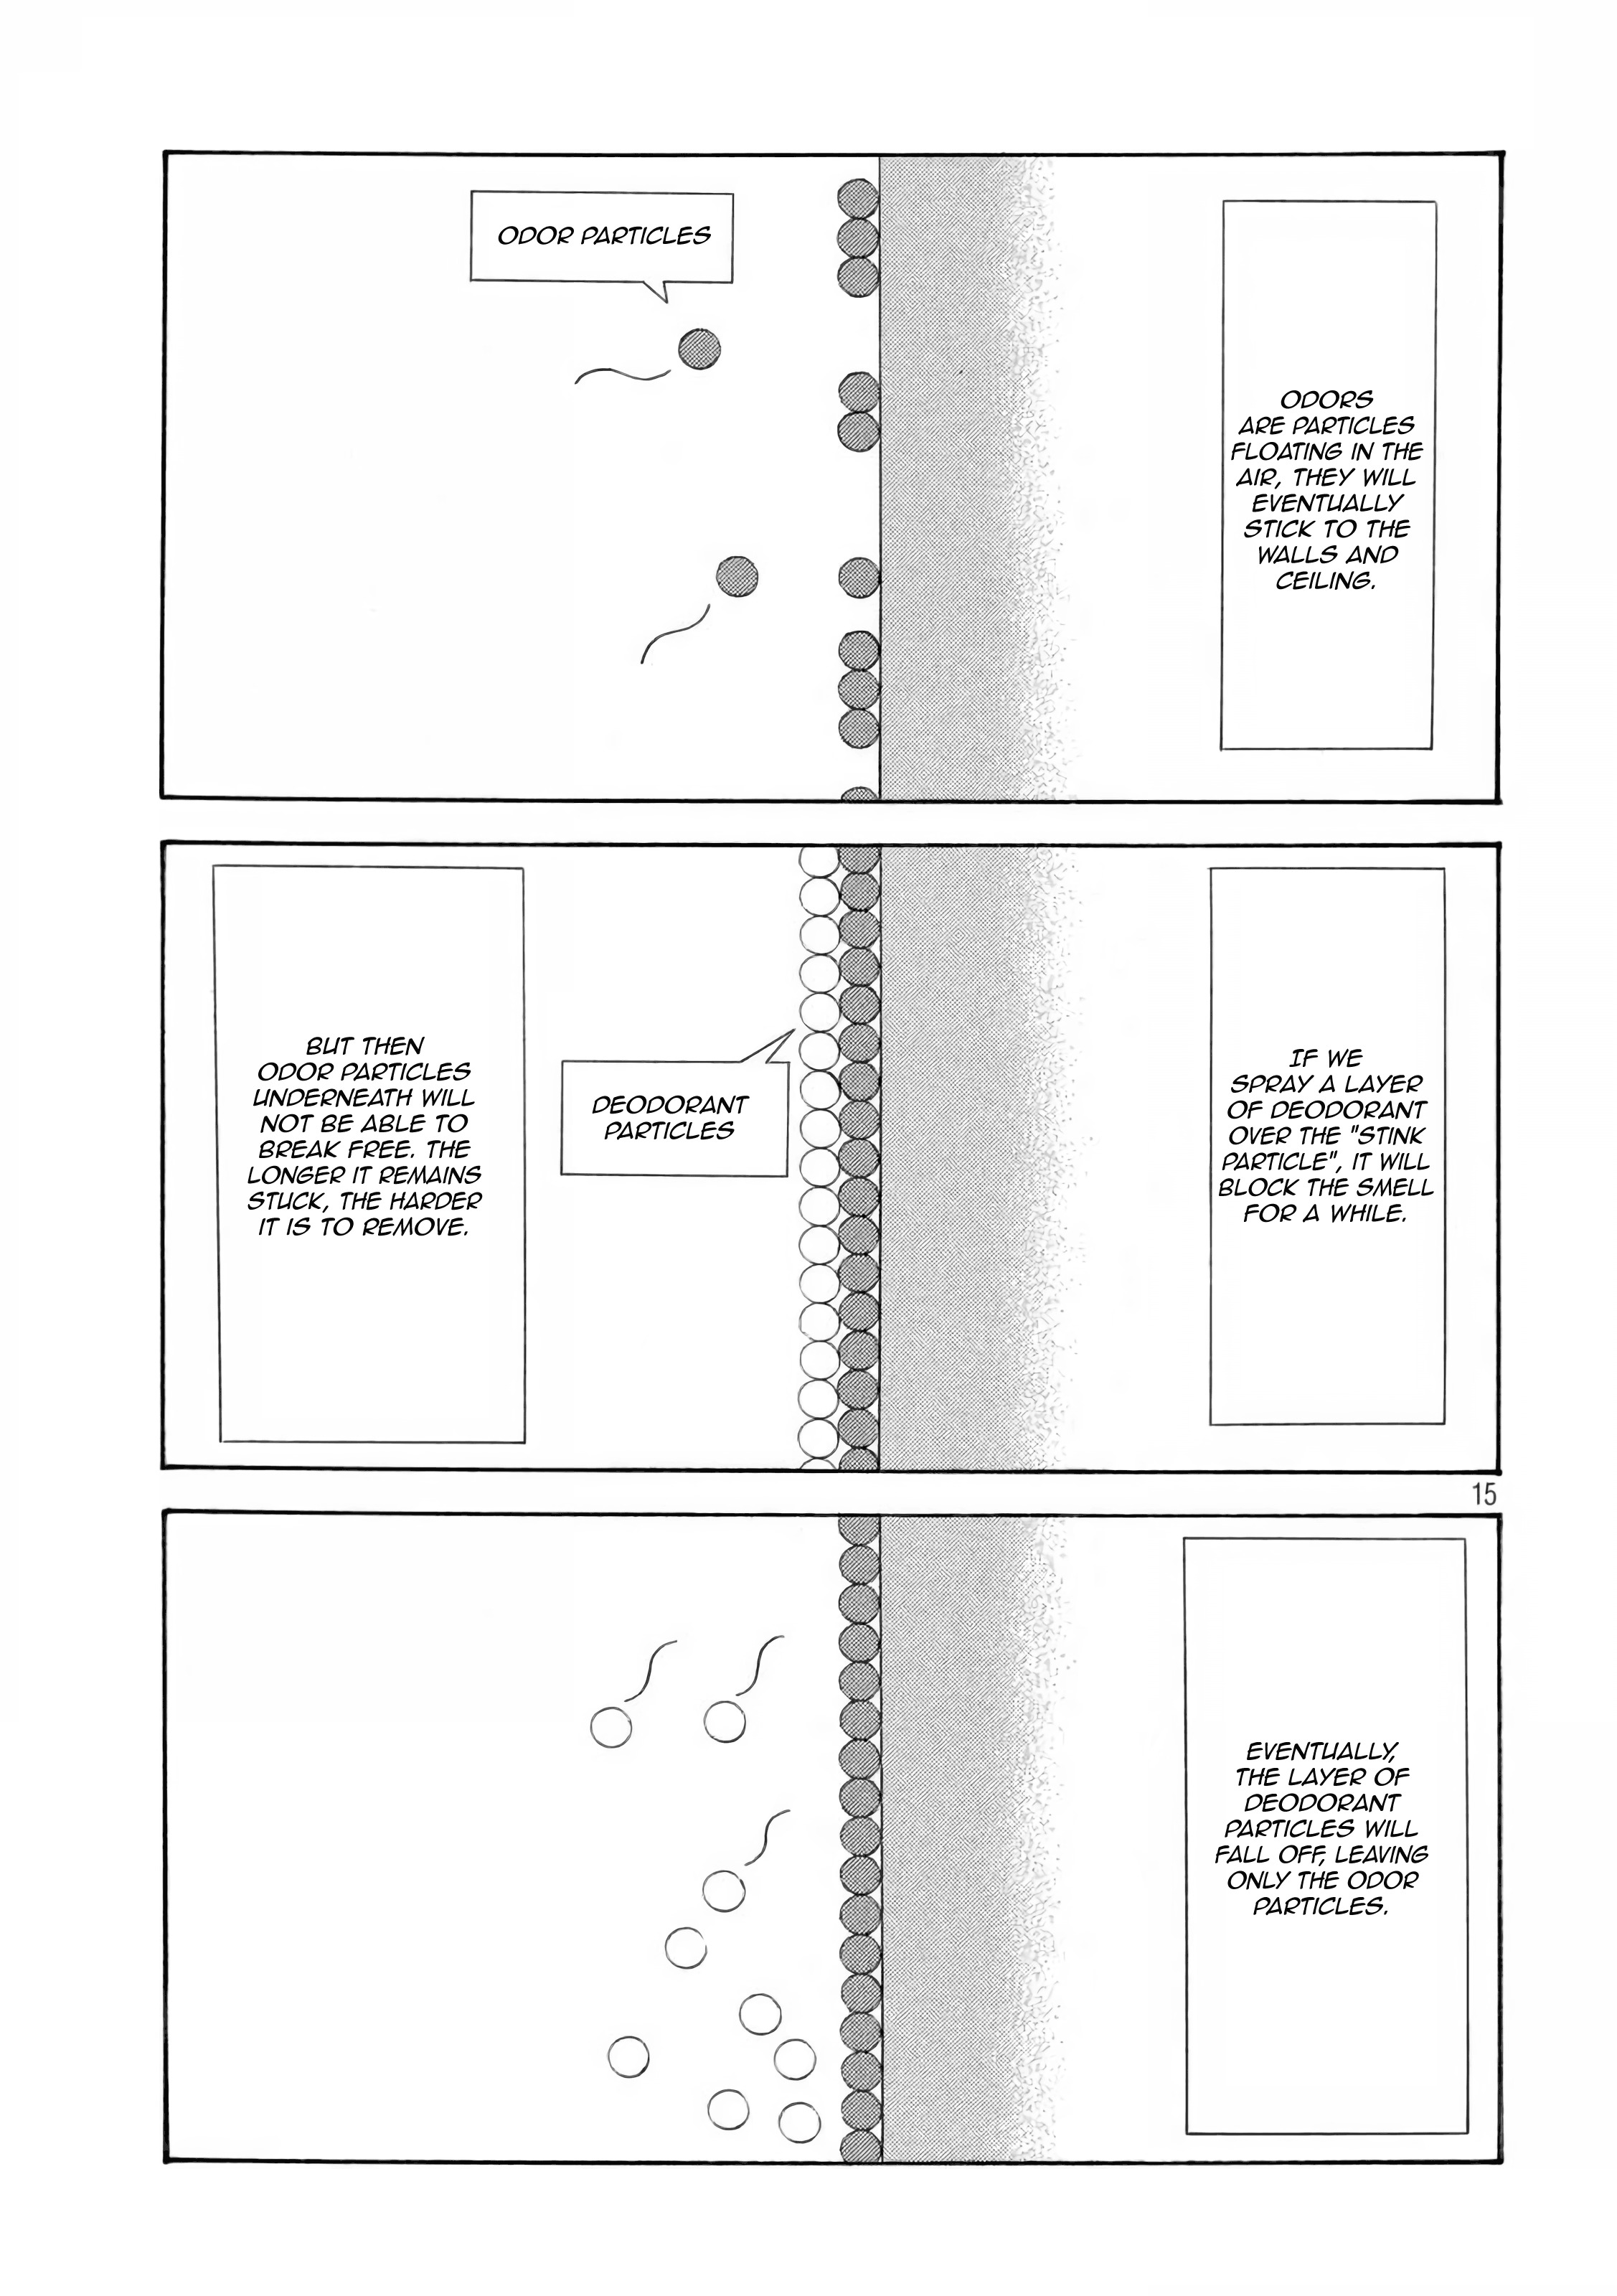 ODORS
ARE PARTICLES
FLOATING IN THE
AIR, THEY WILL
EVENTUALLY
STICK TO THE
WALLS AND
CEILING.
ODOR PARTICLES
IF WE
SPRAY A LAYER
OF DEODORANT
OVER THE "STINK
PARTICLE", IT WILL
BLOCK THE SMELL
FOR A WHILE.
DEODORANT
PARTICLES
BUT THEN
ODOR PARTICLES
UNDERNEATH WILL
NOT BE ABLE TO
BREAK FREE. THE
LONGER IT REMAINS
STUCK, THE HARDER
IT IS TO REMOVE.
15
EVENTUALLY,
THE LAYER OF
DEODORANT
PARTICLES WILL
FALL OFF, LEAVING
ONLY THE ODOR
PARTICLES.